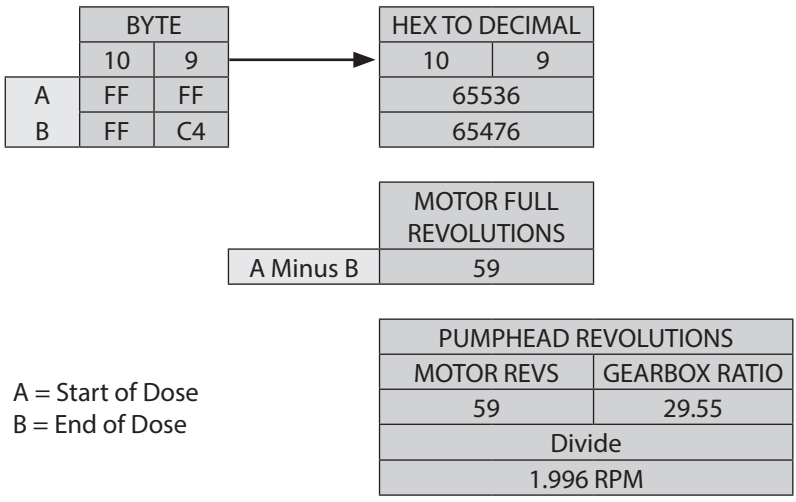 BYTE
10 9
A FF FF
B FF C4
HEX TO DECIMAL
10 9
65536
65476
MOTOR FULL
REVOLUTIONS
A Minus B 59
PUMPHEAD REVOLUTIONS
MOTOR REVS GEARBOX RATIO
59 29.55
Divide
1.996 RPM
A = Start of Dose
B = End of Dose